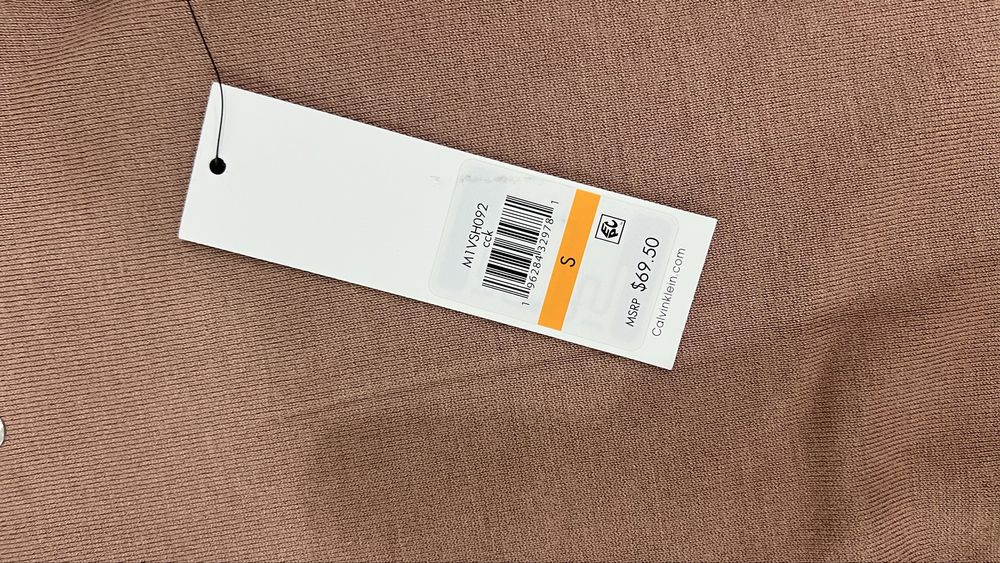 M1VSH092
cck
1 96284 32978 1
S
MSRP $69.50
Calvinklein.com